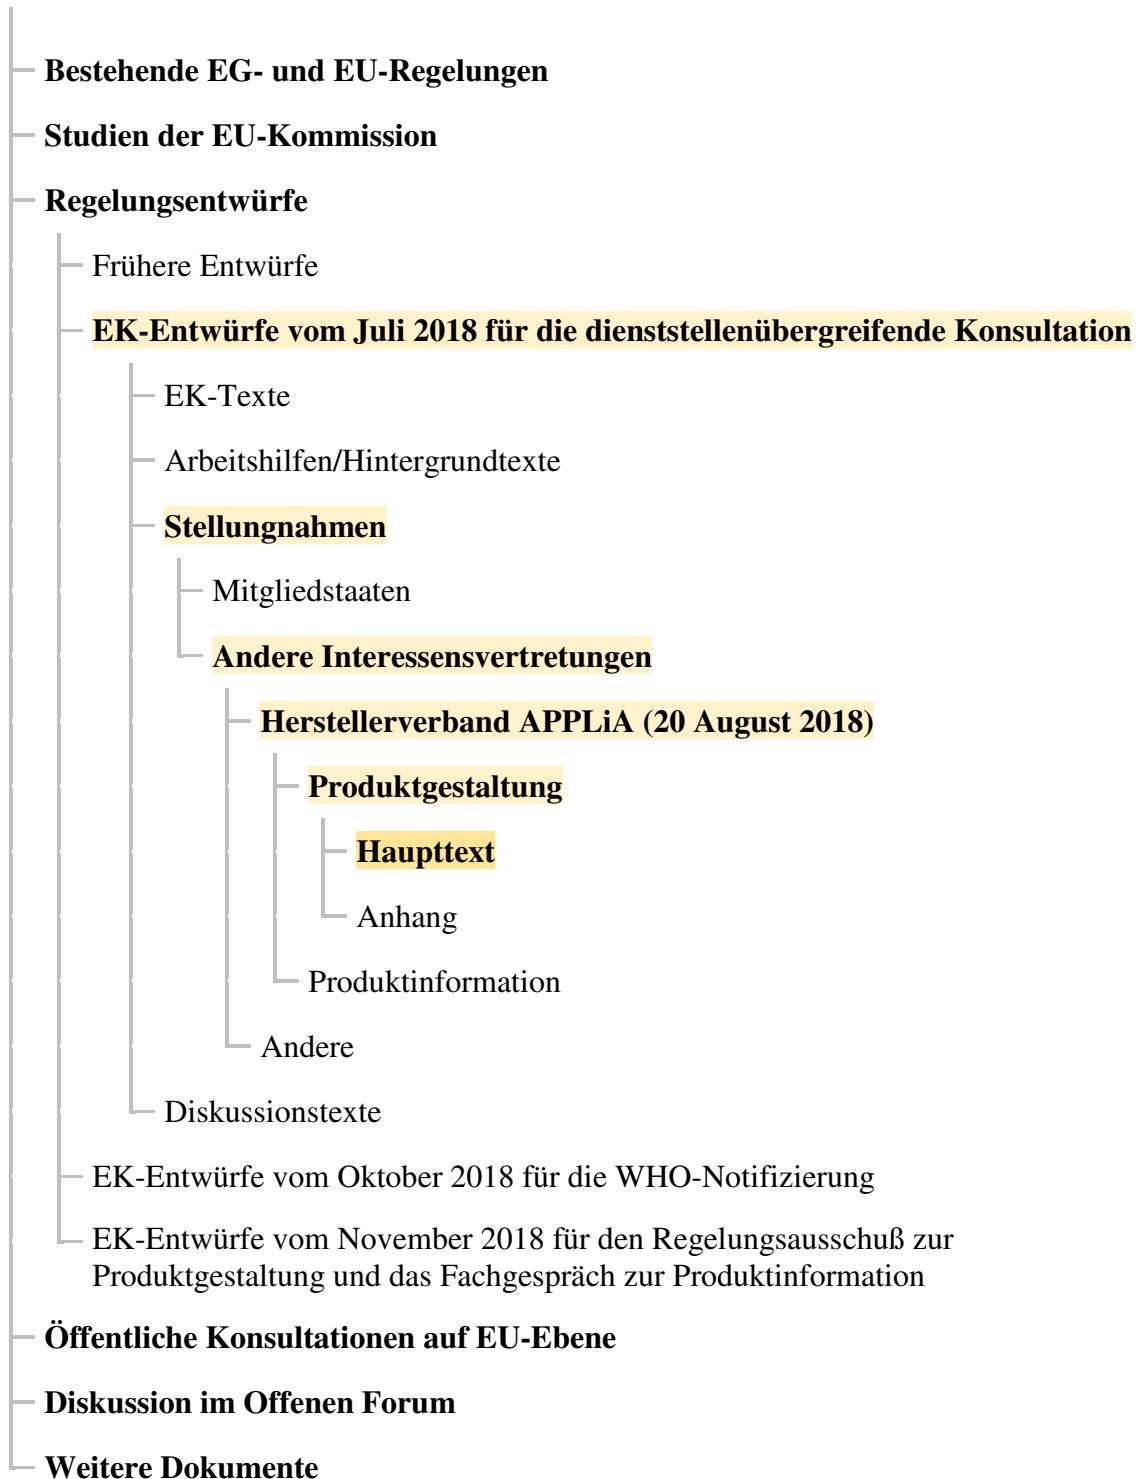 Bestehende EG- und EU-Regelungen
Studien der EU-Kommission
Regelungsentwürfe
Frühere Entwürfe
EK-Entwürfe vom Juli 2018 für die dienststellenübergreifende Konsultation
EK-Texte
Arbeitshilfen/Hintergrundtexte
Stellungnahmen
Mitgliedstaaten
Andere Interessensvertretungen
Herstellerverband APPLiA (20 August 2018)
Produktgestaltung
Haupttext
Anhang
Produktinformation
Andere
Diskussionstexte
EK-Entwürfe vom Oktober 2018 für die WHO-Notifizierung
EK-Entwürfe vom November 2018 für den Regelungsausschuß zur
Produktgestaltung und das Fachgespräch zur Produktinformation
Öffentliche Konsultationen auf EU-Ebene
Diskussion im Offenen Forum
Weitere Dokumente